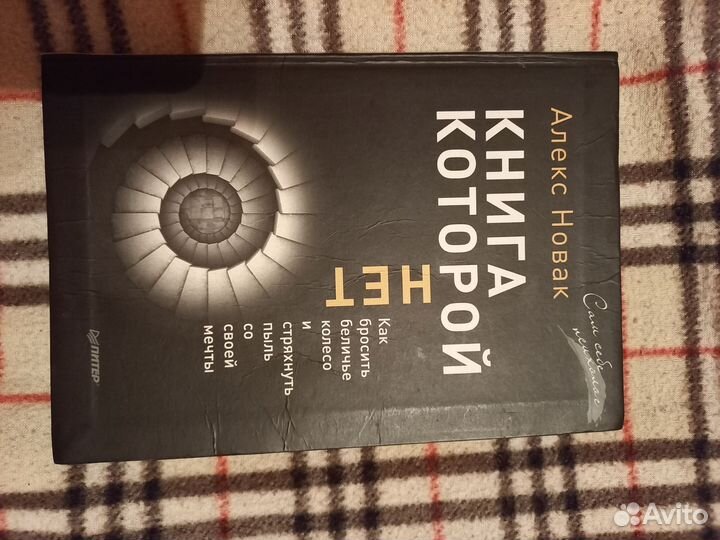 Алекс Новак
КНИГА
КОТОРОЙ
НЕТ
Как
бросить
беличье
колесо
и
стряхнуть
пыль
со
своей
мечты
Сам себе
психолог
ПИТЕР
Avito